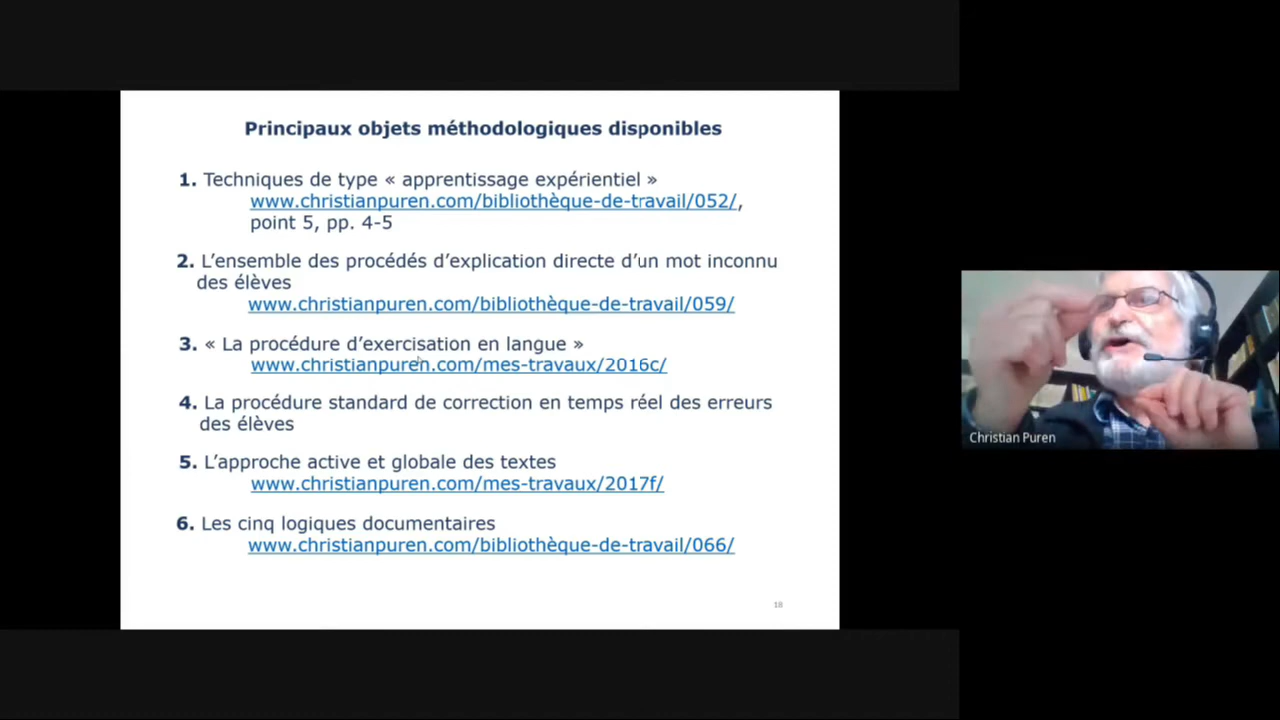 Principaux objets méthodologiques disponibles
1. Techniques de type « apprentissage expérientiel »
www.christianpuren.com/bibliothèque-de-travail/052/,
point 5, pp. 4-5
2. L'ensemble des procédés d'explication directe d'un mot inconnu
des élèves
www.christianpuren.com/bibliothèque-de-travail/059/
3. « La procédure d'exercisation en langue »
www.christianpuren.com/mes-travaux/2016c/
4. La procédure standard de correction en temps réel des erreurs
des élèves
5. L'approche active et globale des textes
www.christianpuren.com/mes-travaux/2017f/
6. Les cinq logiques documentaires
www.christianpuren.com/bibliothèque-de-travail/066/
18
Christian Puren